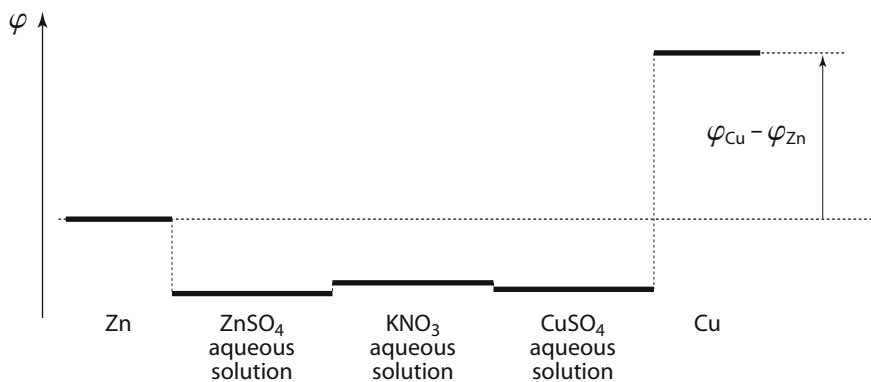 φ
φCu – φZn
Zn
ZnSO4
aqueous
solution
KNO3
aqueous
solution
CuSO4
aqueous
solution
Cu